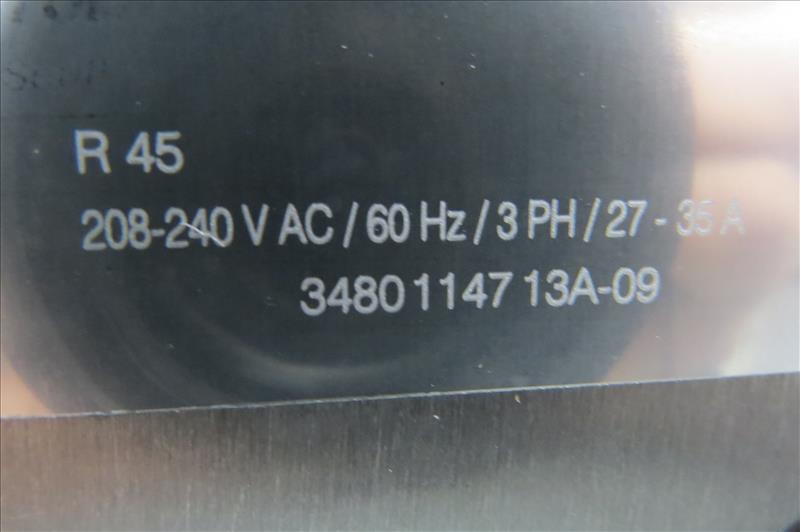 R 45
208-240 V AC / 60 Hz / 3 PH / 27 - 35 A
3480 1147 13A-09